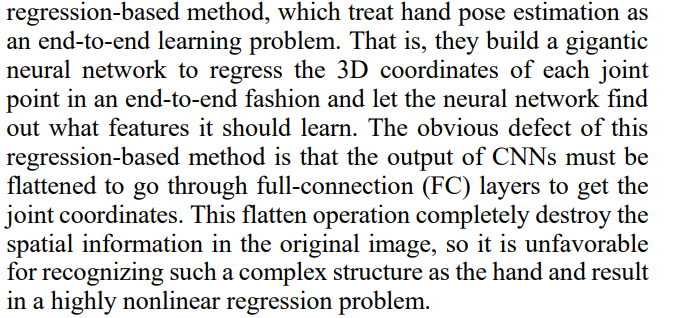 regression-based method, which treat hand pose estimation as
an end-to-end learning problem. That is, they build a gigantic
neural network to regress the 3D coordinates of each joint
point in an end-to-end fashion and let the neural network find
out what features it should learn. The obvious defect of this
regression-based method is that the output of CNNs must be
flattened to go through full-connection (FC) layers to get the
joint coordinates. This flatten operation completely destroy the
spatial information in the original image, so it is unfavorable
for recognizing such a complex structure as the hand and result
in a highly nonlinear regression problem.